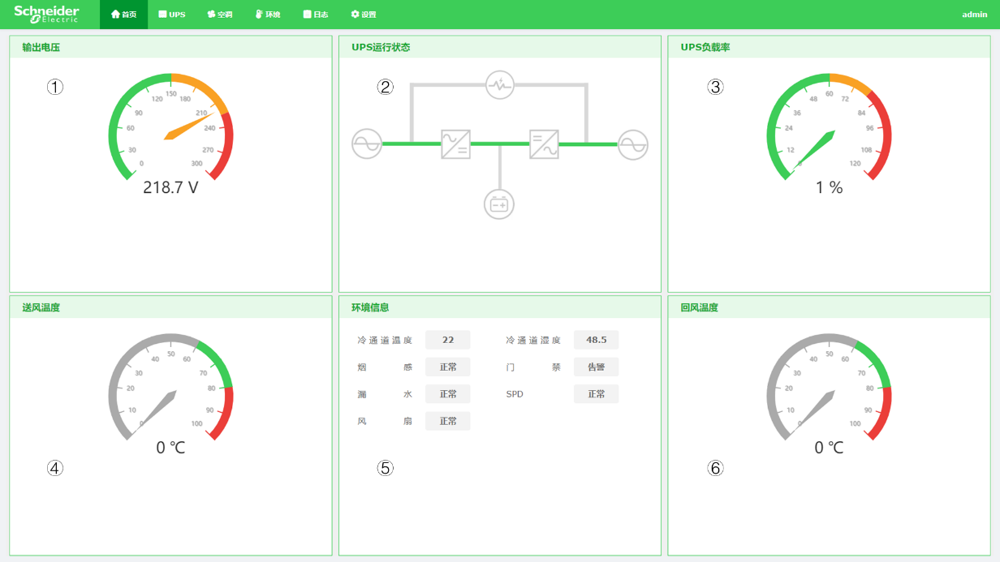 Schneider Electric 首页 UPS 空调 环境 日志 设置 admin
输出电压
①
0 30 60 90 120 150 180 210 240 270 300
218.7 V
UPS运行状态
②
UPS负载率
③
0 12 24 36 48 60 72 84 96 108 120
1 %
送风温度
0 10 20 30 40 50 60 70 80 90 100
0 ℃
④
环境信息
冷通道温度 22 冷通道湿度 48.5
烟感 正常 门禁 告警
漏水 正常 SPD 正常
风扇 正常
⑤
回风温度
0 10 20 30 40 50 60 70 80 90 100
0 ℃
⑥